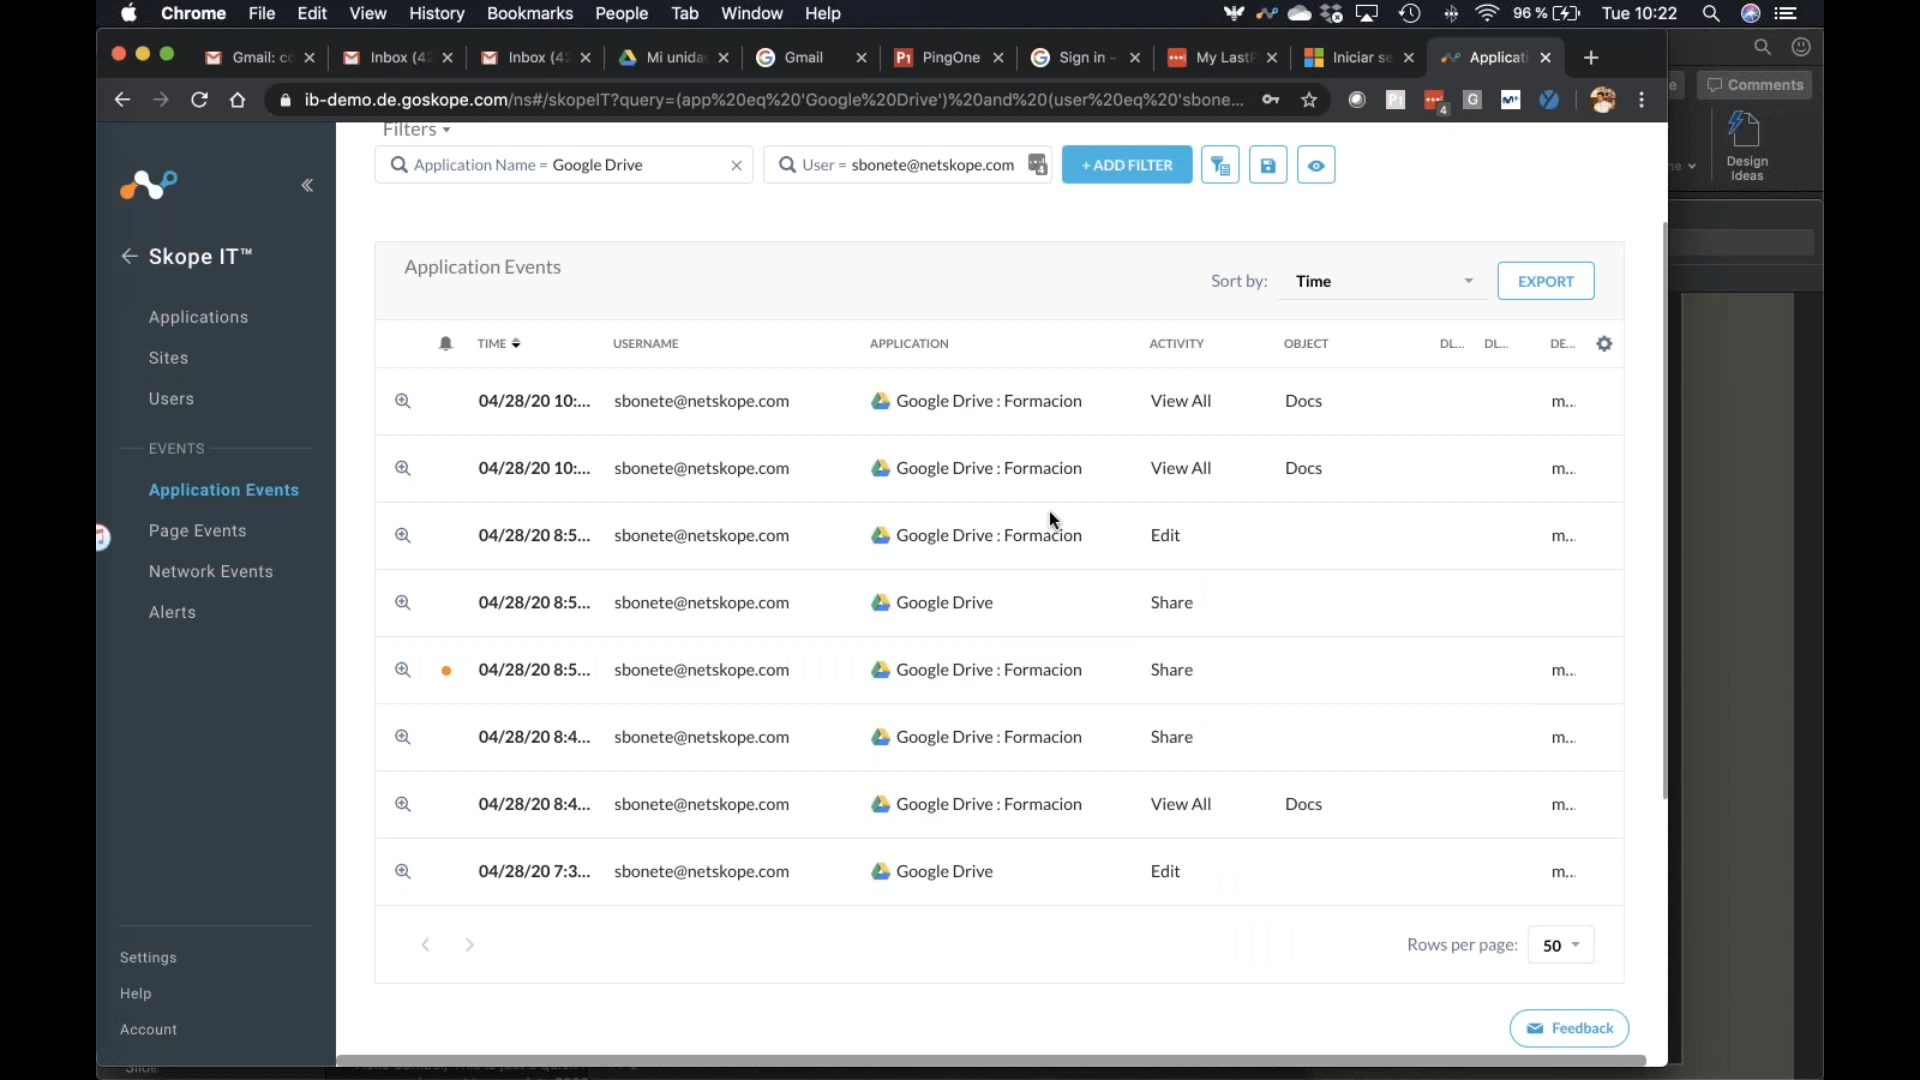 Chrome File Edit View History Bookmarks People Tab Window Help 96 % Tue 10:22
Gmail: cc Inbox (42 Inbox (42 Mi unida Gmail P1 PingOne Sign in - My LastP Iniciar se Applicati
ib-demo.de.goskope.com/ns#/skopeIT?query=(app%20eq%20'Google%20Drive')%20and%20(user%20eq%20'sbone...
Comments
Design
Ideas
Filters
Application Name = Google Drive User = sbonete@netskope.com + ADD FILTER
Skope IT™
Applications
Sites
Users
EVENTS
Application Events
Page Events
Network Events
Alerts
Settings
Help
Account
Application Events
Sort by: Time EXPORT
TIME USERNAME APPLICATION ACTIVITY OBJECT DL... DL... DE...
04/28/20 10:... sbonete@netskope.com Google Drive : Formacion View All Docs m...
04/28/20 10:... sbonete@netskope.com Google Drive : Formacion View All Docs m...
04/28/20 8:5... sbonete@netskope.com Google Drive : Formacion Edit m...
04/28/20 8:5... sbonete@netskope.com Google Drive Share
04/28/20 8:5... sbonete@netskope.com Google Drive : Formacion Share m...
04/28/20 8:4... sbonete@netskope.com Google Drive : Formacion Share m...
04/28/20 8:4... sbonete@netskope.com Google Drive : Formacion View All Docs m...
04/28/20 7:3... sbonete@netskope.com Google Drive Edit m...
Rows per page: 50
Feedback